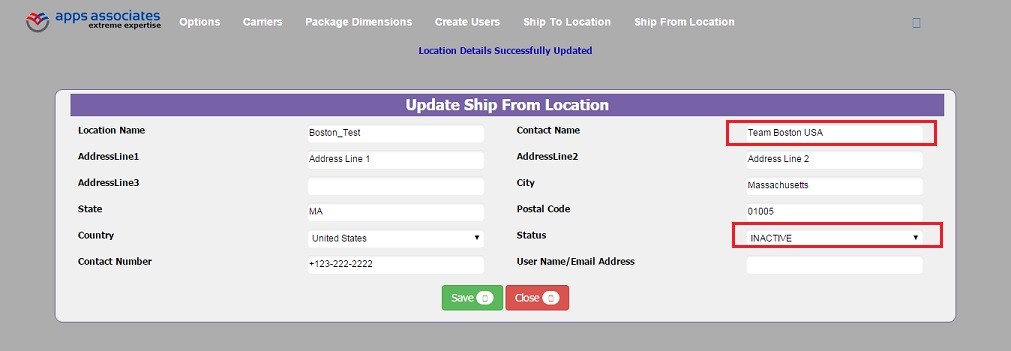 apps associates Options Carriers Package Dimensions Create Users Ship To Location Ship From Location
extreme expertise
Location Details Successfully Updated
Update Ship From Location
Location Name Boston_Test Contact Name Team Boston USA
AddressLine1 Address Line 1 AddressLine2 Address Line 2
AddressLine3 City Massachusetts
State MA Postal Code 01005
Country United States Status INACTIVE
Contact Number +123-222-2222 User Name/Email Address
Save Close